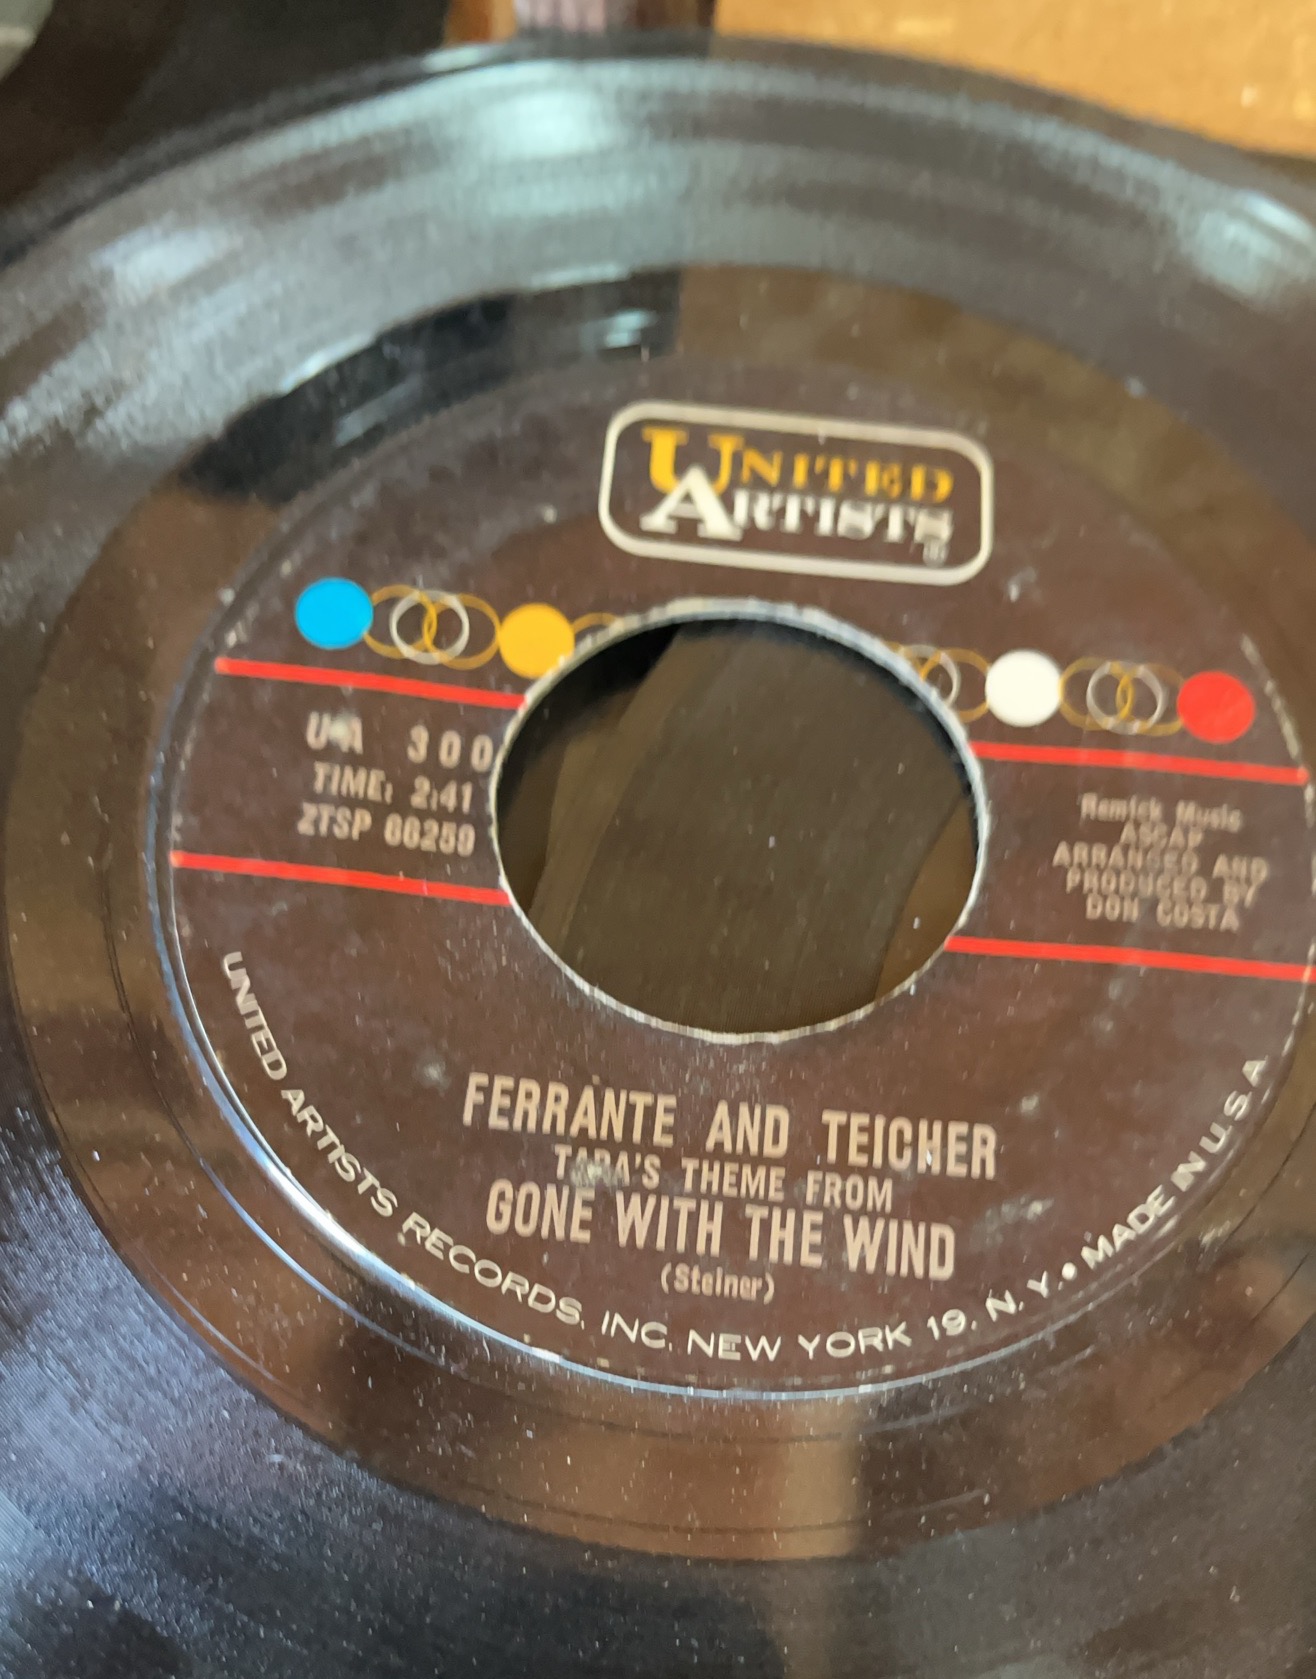 UNITED
ARTISTS
®
UA 300
TIME: 2:41
ZTSP 66259
Remick Music
ASCAP
ARRANGED AND
PRODUCED BY
DON COSTA
FERRANTE AND TEICHER
TARA'S THEME FROM
GONE WITH THE WIND
(Steiner)
UNITED ARTISTS RECORDS, INC. NEW YORK 19, N. Y. • MADE IN U.S.A